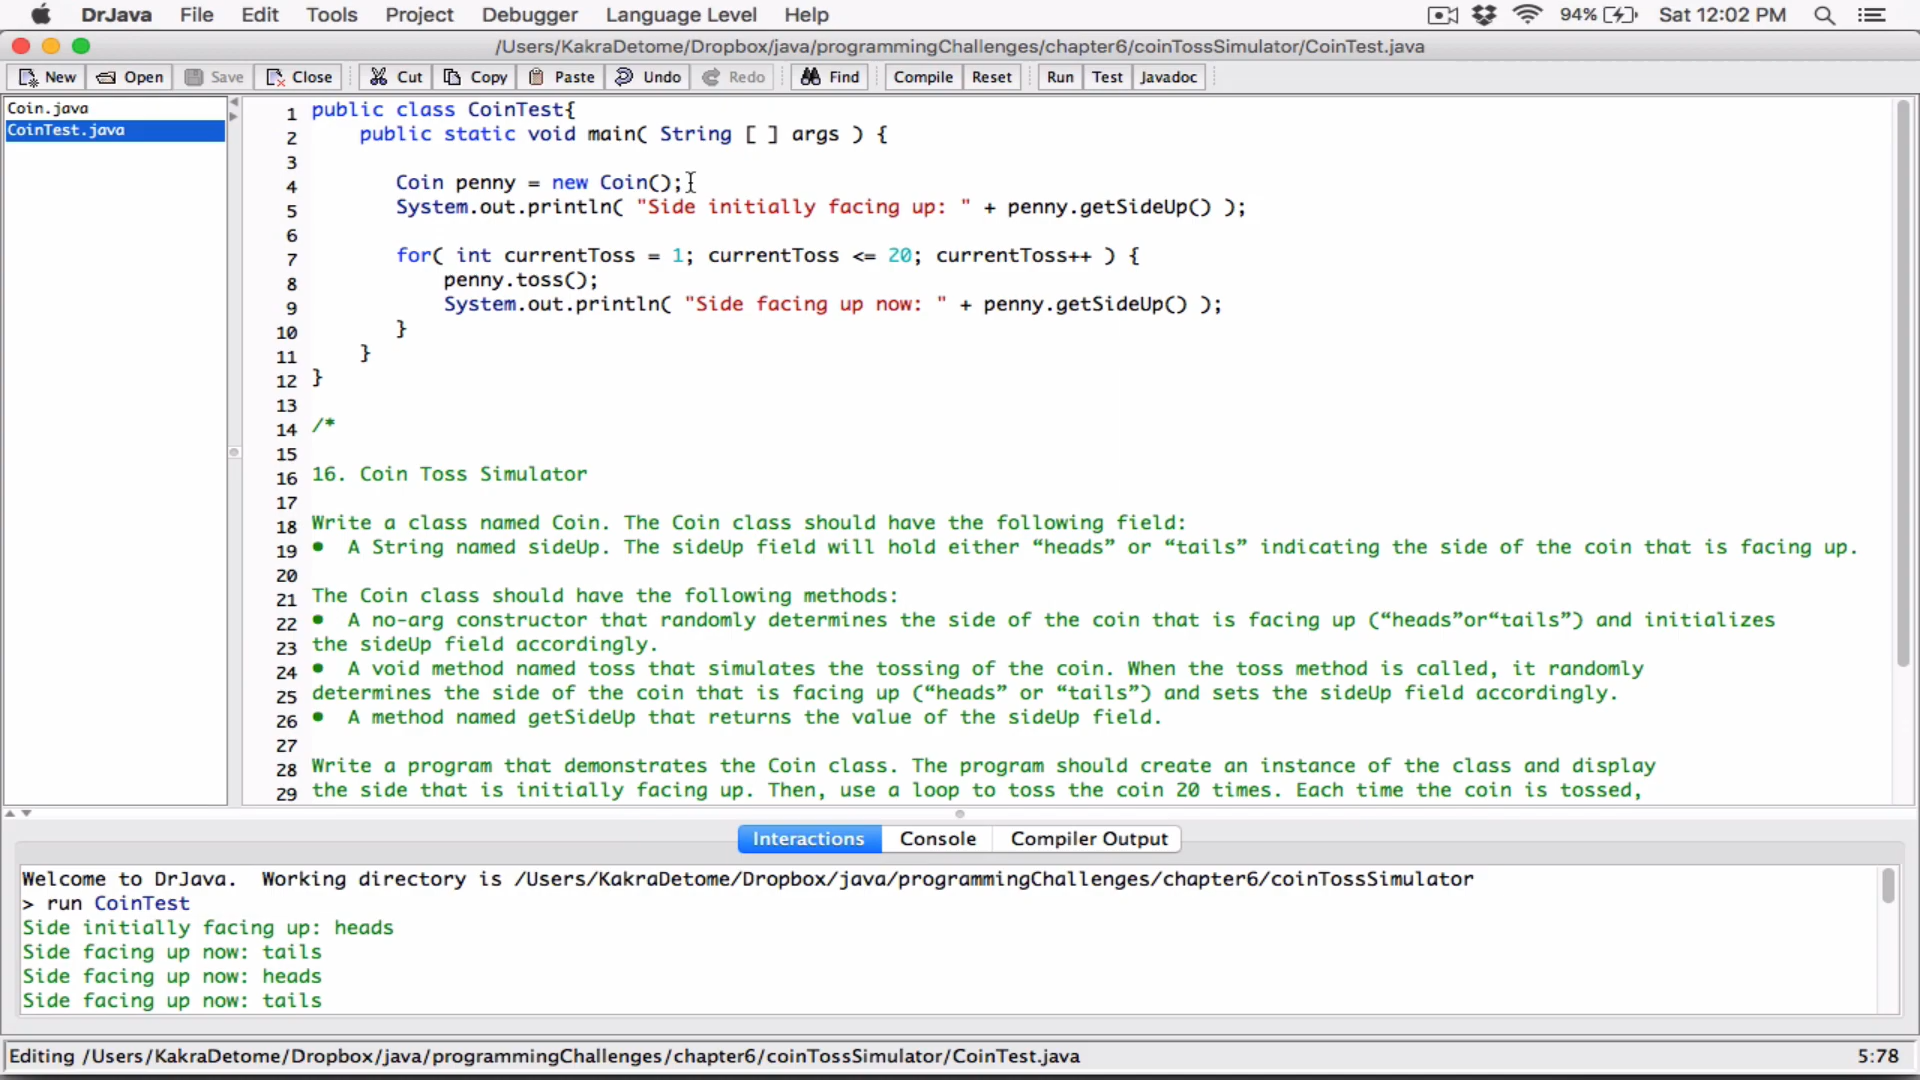 DrJava File Edit Tools Project Debugger Language Level Help 94% Sat 12:02 PM
/Users/KakraDetome/Dropbox/java/programmingChallenges/chapter6/coinTossSimulator/CoinTest.java
New Open Save Close Cut Copy Paste Undo Redo Find Compile Reset Run Test Javadoc
Coin.java
CoinTest.java
1 public class CoinTest{
2 public static void main( String [ ] args ) {
3
4 Coin penny = new Coin();
5 System.out.println( "Side initially facing up: " + penny.getSideUp() );
6
7 for( int currentToss = 1; currentToss <= 20; currentToss++ ) {
8 penny.toss();
9 System.out.println( "Side facing up now: " + penny.getSideUp() );
10 }
11 }
12 }
13
14 /*
15
16 16. Coin Toss Simulator
17
18 Write a class named Coin. The Coin class should have the following field:
19 • A String named sideUp. The sideUp field will hold either “heads” or “tails” indicating the side of the coin that is facing up.
20
21 The Coin class should have the following methods:
22 • A no-arg constructor that randomly determines the side of the coin that is facing up (“heads”or“tails”) and initializes
23 the sideUp field accordingly.
24 • A void method named toss that simulates the tossing of the coin. When the toss method is called, it randomly
25 determines the side of the coin that is facing up (“heads” or “tails”) and sets the sideUp field accordingly.
26 • A method named getSideUp that returns the value of the sideUp field.
27
28 Write a program that demonstrates the Coin class. The program should create an instance of the class and display
29 the side that is initially facing up. Then, use a loop to toss the coin 20 times. Each time the coin is tossed,
Interactions Console Compiler Output
Welcome to DrJava. Working directory is /Users/KakraDetome/Dropbox/java/programmingChallenges/chapter6/coinTossSimulator
> run CoinTest
Side initially facing up: heads
Side facing up now: tails
Side facing up now: heads
Side facing up now: tails
Editing /Users/KakraDetome/Dropbox/java/programmingChallenges/chapter6/coinTossSimulator/CoinTest.java 5:78